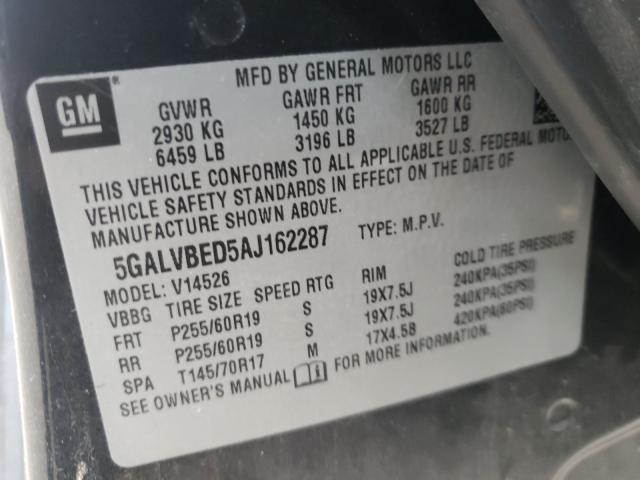 MFD BY GENERAL MOTORS LLC
GM
GVWR GAWR FRT GAWR RR
2930 KG 1450 KG 1600 KG
6459 LB 3196 LB 3527 LB
THIS VEHICLE CONFORMS TO ALL APPLICABLE U.S. FEDERAL MOTOR
VEHICLE SAFETY STANDARDS IN EFFECT ON THE DATE OF
MANUFACTURE SHOWN ABOVE.
5GALVBED5AJ162287 TYPE: M.P.V.
MODEL: V14526
VBBG TIRE SIZE SPEED RTG RIM COLD TIRE PRESSURE
FRT P255/60R19 S 19X7.5J 240KPA(35PSI)
RR P255/60R19 S 19X7.5J 240KPA(35PSI)
SPA T145/70R17 M 17X4.5B 420KPA(60PSI)
SEE OWNER'S MANUAL i FOR MORE INFORMATION.